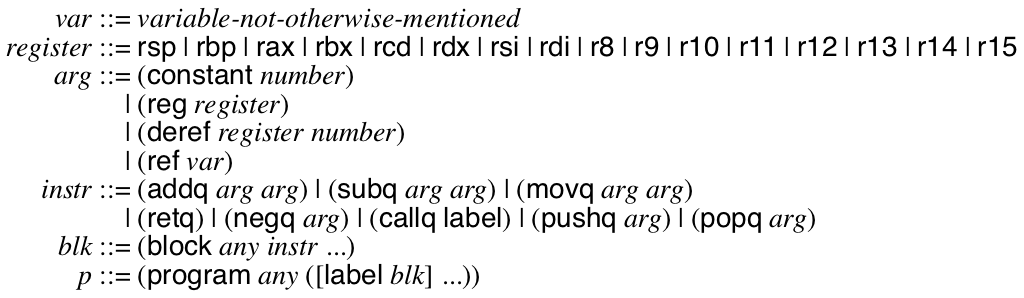 var ::= variable-not-otherwise-mentioned
register ::= rsp | rbp | rax | rbx | rcd | rdx | rsi | rdi | r8 | r9 | r10 | r11 | r12 | r13 | r14 | r15
arg ::= (constant number)
| (reg register)
| (deref register number)
| (ref var)
instr ::= (addq arg arg) | (subq arg arg) | (movq arg arg)
| (retq) | (negq arg) | (callq label) | (pushq arg) | (popq arg)
blk ::= (block any instr ...)
p ::= (program any ([label blk] ...))